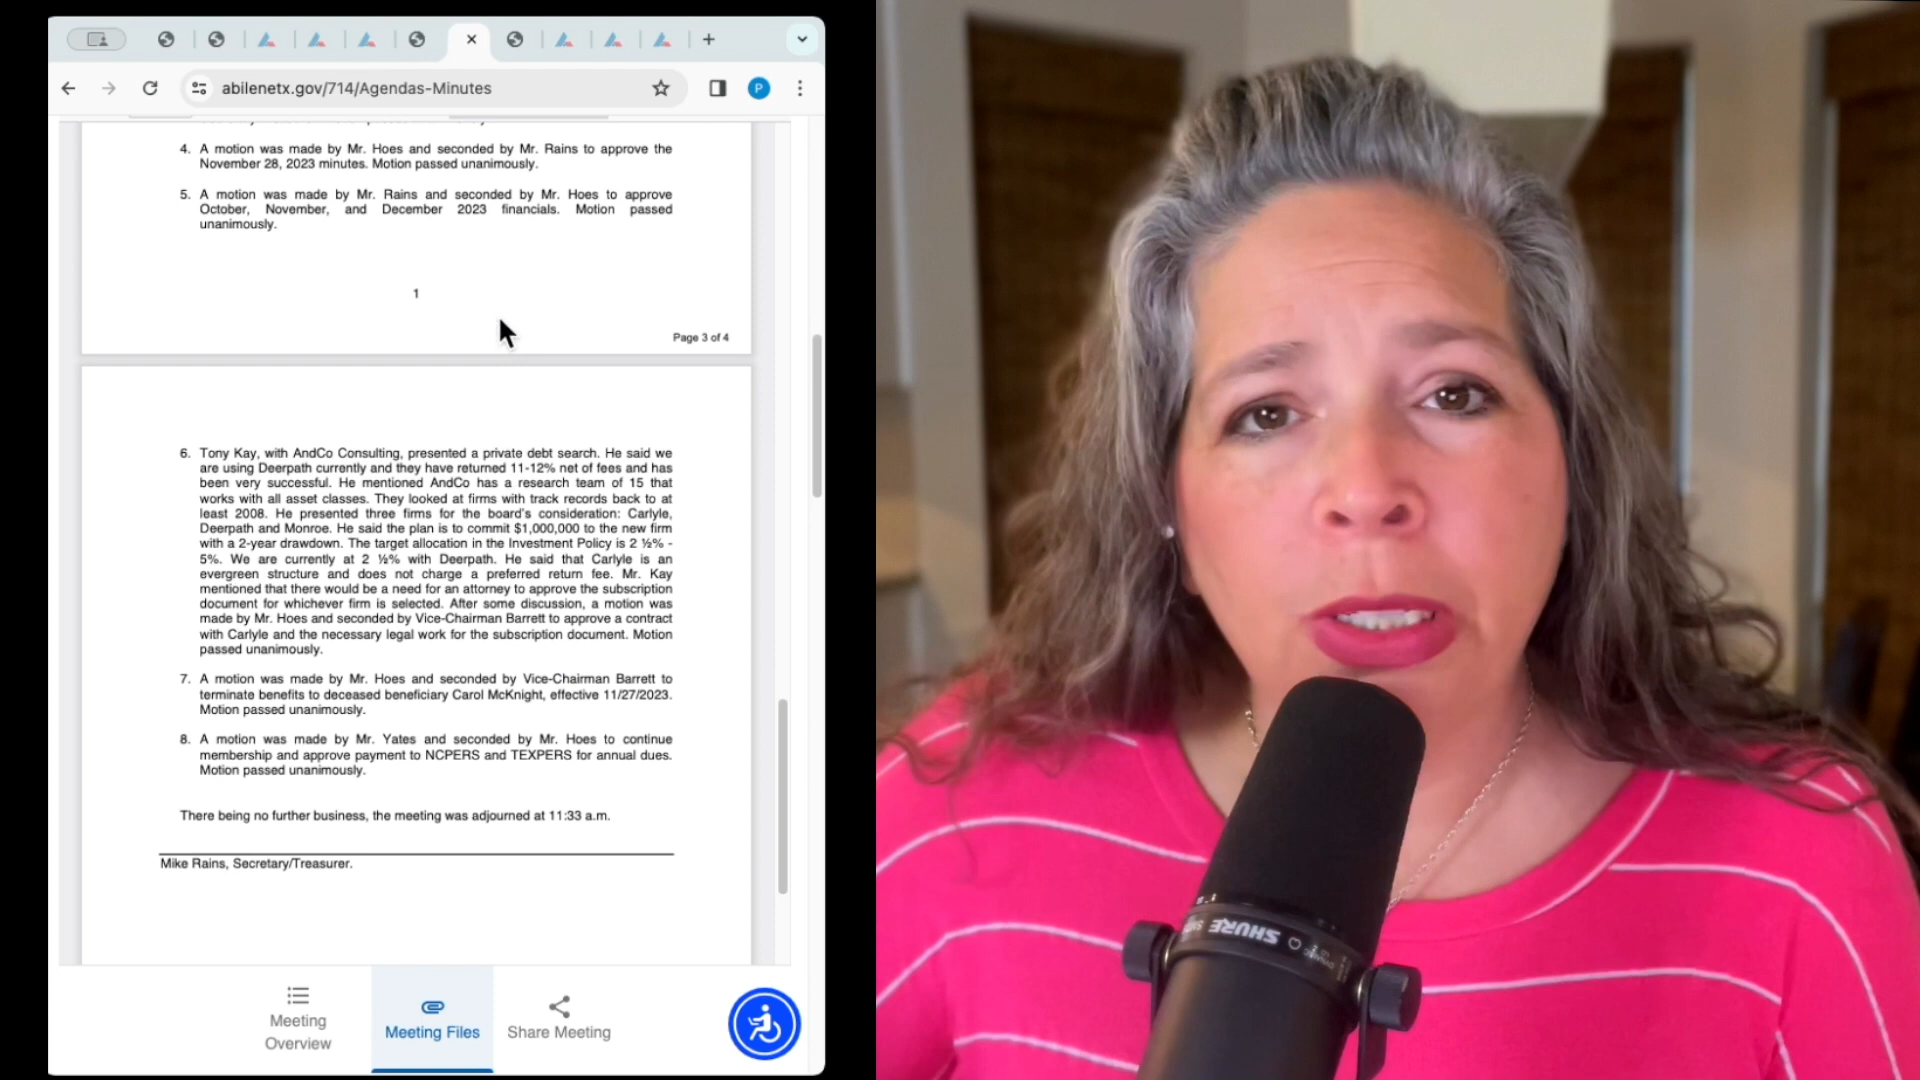 abilenetx.gov/714/Agendas-Minutes
P
4. A motion was made by Mr. Hoes and seconded by Mr. Rains to approve the
November 28, 2023 minutes. Motion passed unanimously.
5. A motion was made by Mr. Rains and seconded by Mr. Hoes to approve
October, November, and December 2023 financials. Motion passed
unanimously.
1
Page 3 of 4
6. Tony Kay, with AndCo Consulting, presented a private debt search. He said we
are using Deerpath currently and they have returned 11-12% net of fees and has
been very successful. He mentioned AndCo has a research team of 15 that
works with all asset classes. They looked at firms with track records back to at
least 2008. He presented three firms for the board's consideration: Carlyle,
Deerpath and Monroe. He said the plan is to commit $1,000,000 to the new firm
with a 2-year drawdown. The target allocation in the Investment Policy is 2 ½% -
5%. We are currently at 2 ½% with Deerpath. He said that Carlyle is an
evergreen structure and does not charge a preferred return fee. Mr. Kay
mentioned that there would be a need for an attorney to approve the subscription
document for whichever firm is selected. After some discussion, a motion was
made by Mr. Hoes and seconded by Vice-Chairman Barrett to approve a contract
with Carlyle and the necessary legal work for the subscription document. Motion
passed unanimously.
7. A motion was made by Mr. Hoes and seconded by Vice-Chairman Barrett to
terminate benefits to deceased beneficiary Carol McKnight, effective 11/27/2023.
Motion passed unanimously.
8. A motion was made by Mr. Yates and seconded by Mr. Hoes to continue
membership and approve payment to NCPERS and TEXPERS for annual dues.
Motion passed unanimously.
There being no further business, the meeting was adjourned at 11:33 a.m.
Mike Rains, Secretary/Treasurer.
Meeting
Overview
Meeting Files
Share Meeting
SHURE